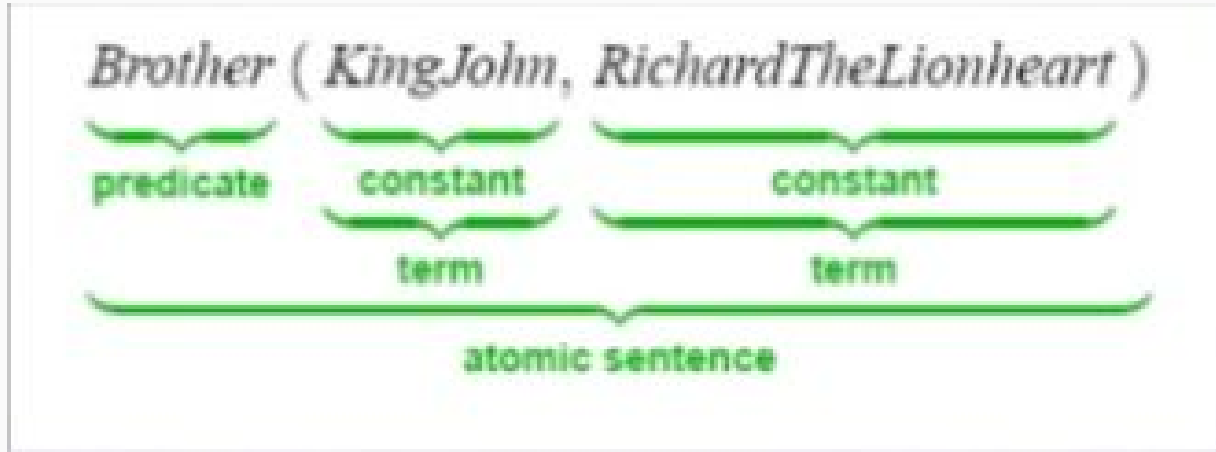 Brother ( KingJohn, RichardTheLionheart )
predicate constant constant
term term
atomic sentence